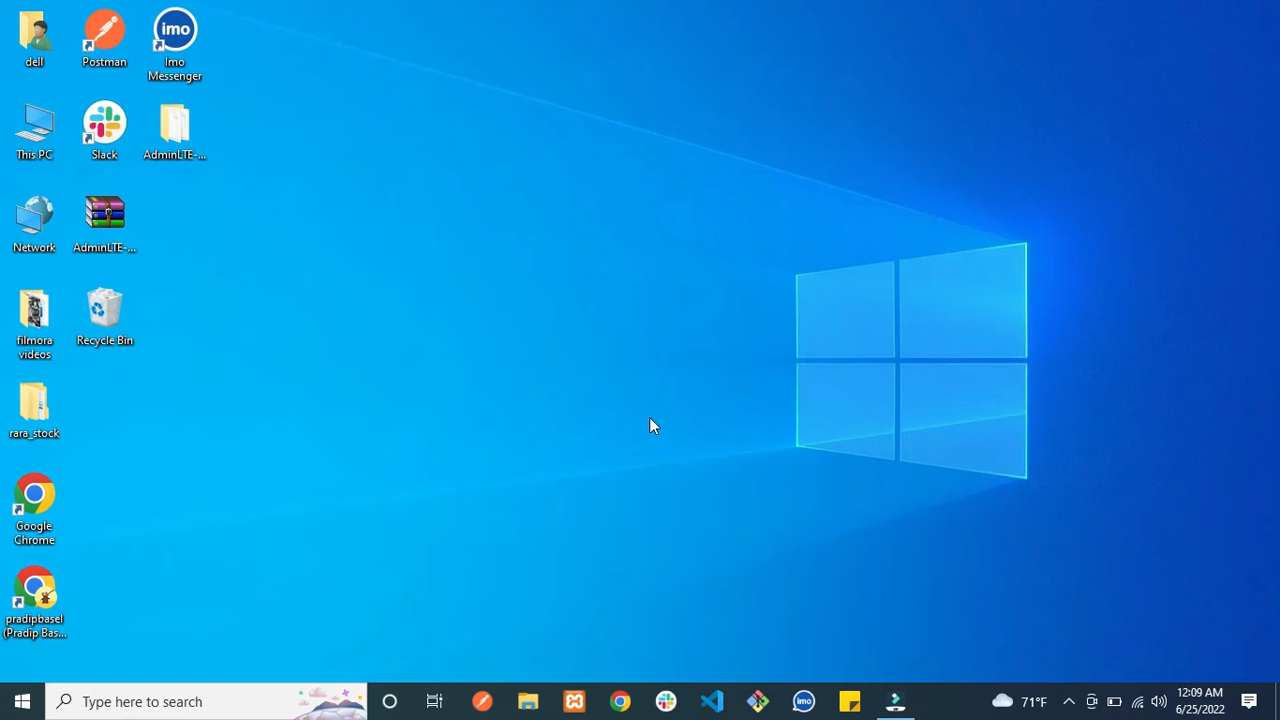 dell
Postman
imo
Imo
Messenger
This PC
Slack
AdminLTE-...
Network
AdminLTE-...
filmora
videos
Recycle Bin
rara_stock
Google
Chrome
pradipbasel
(Pradip Bas...
Type here to search
imo
71°F
12:09 AM
6/25/2022